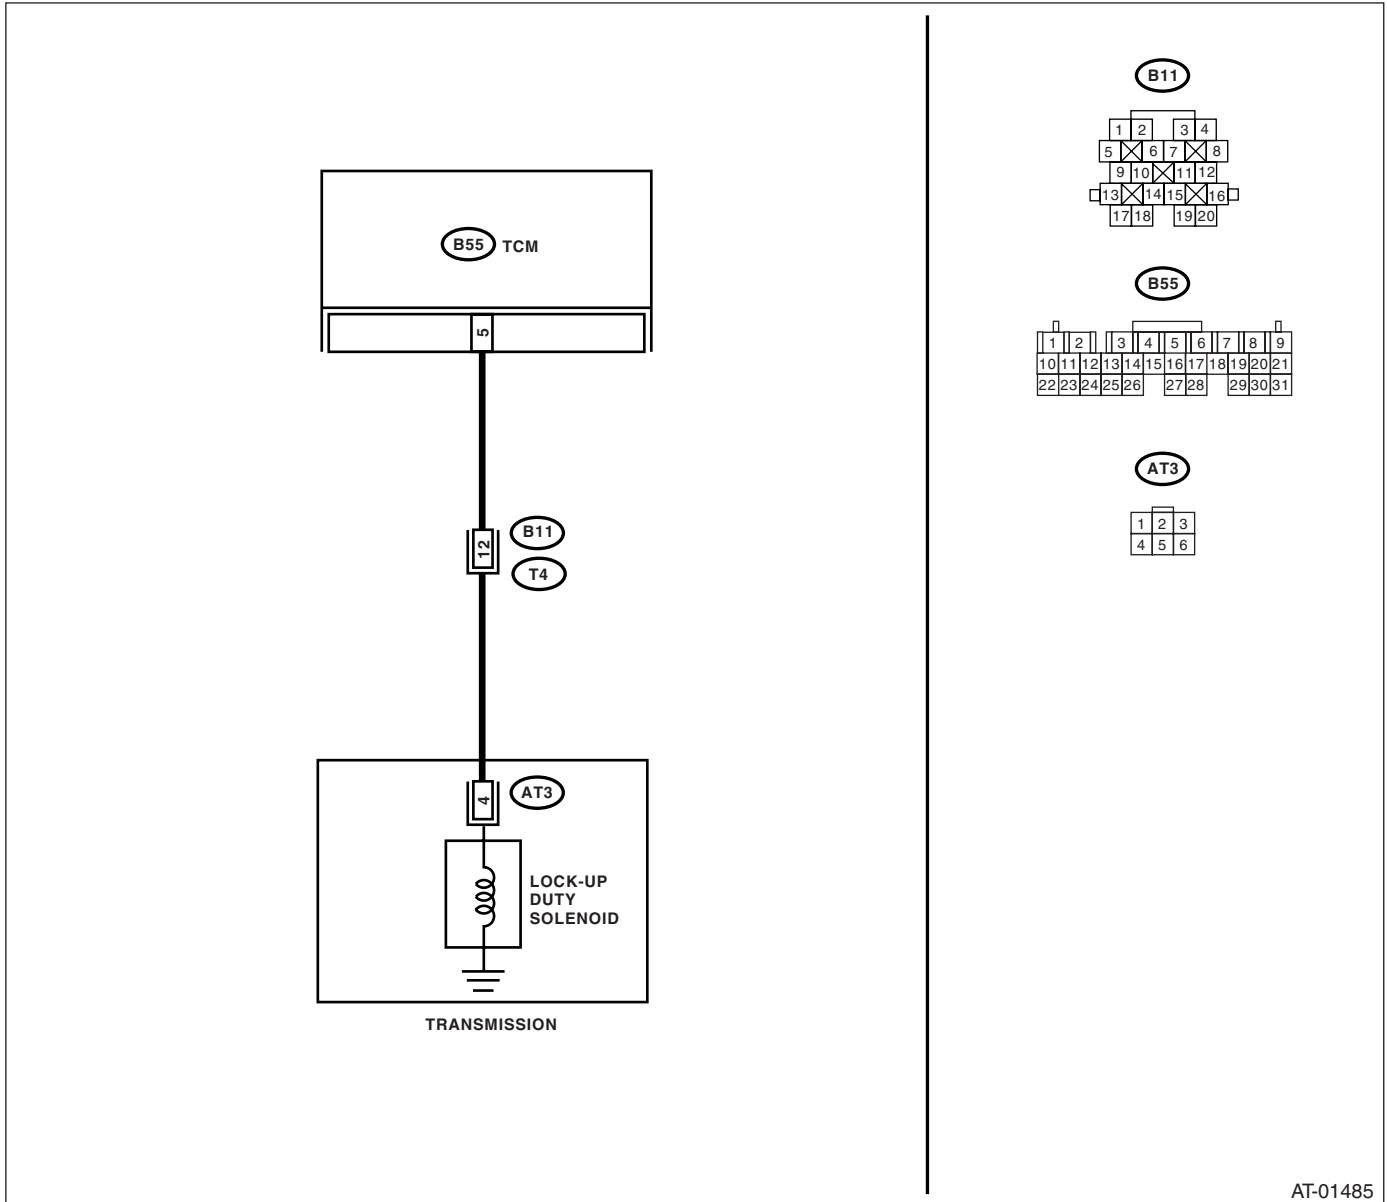 B55 TCM
5
12
B11
T4
4
AT3
LOCK-UP
DUTY
SOLENOID
TRANSMISSION
B11
1 2 3 4
5 6 7 8
9 10 11 12
13 14 15 16
17 18 19 20
B55
1 2 3 4 5 6 7 8 9
10 11 12 13 14 15 16 17 18 19 20 21
22 23 24 25 26 27 28 29 30 31
AT3
1 2 3
4 5 6
AT-01485